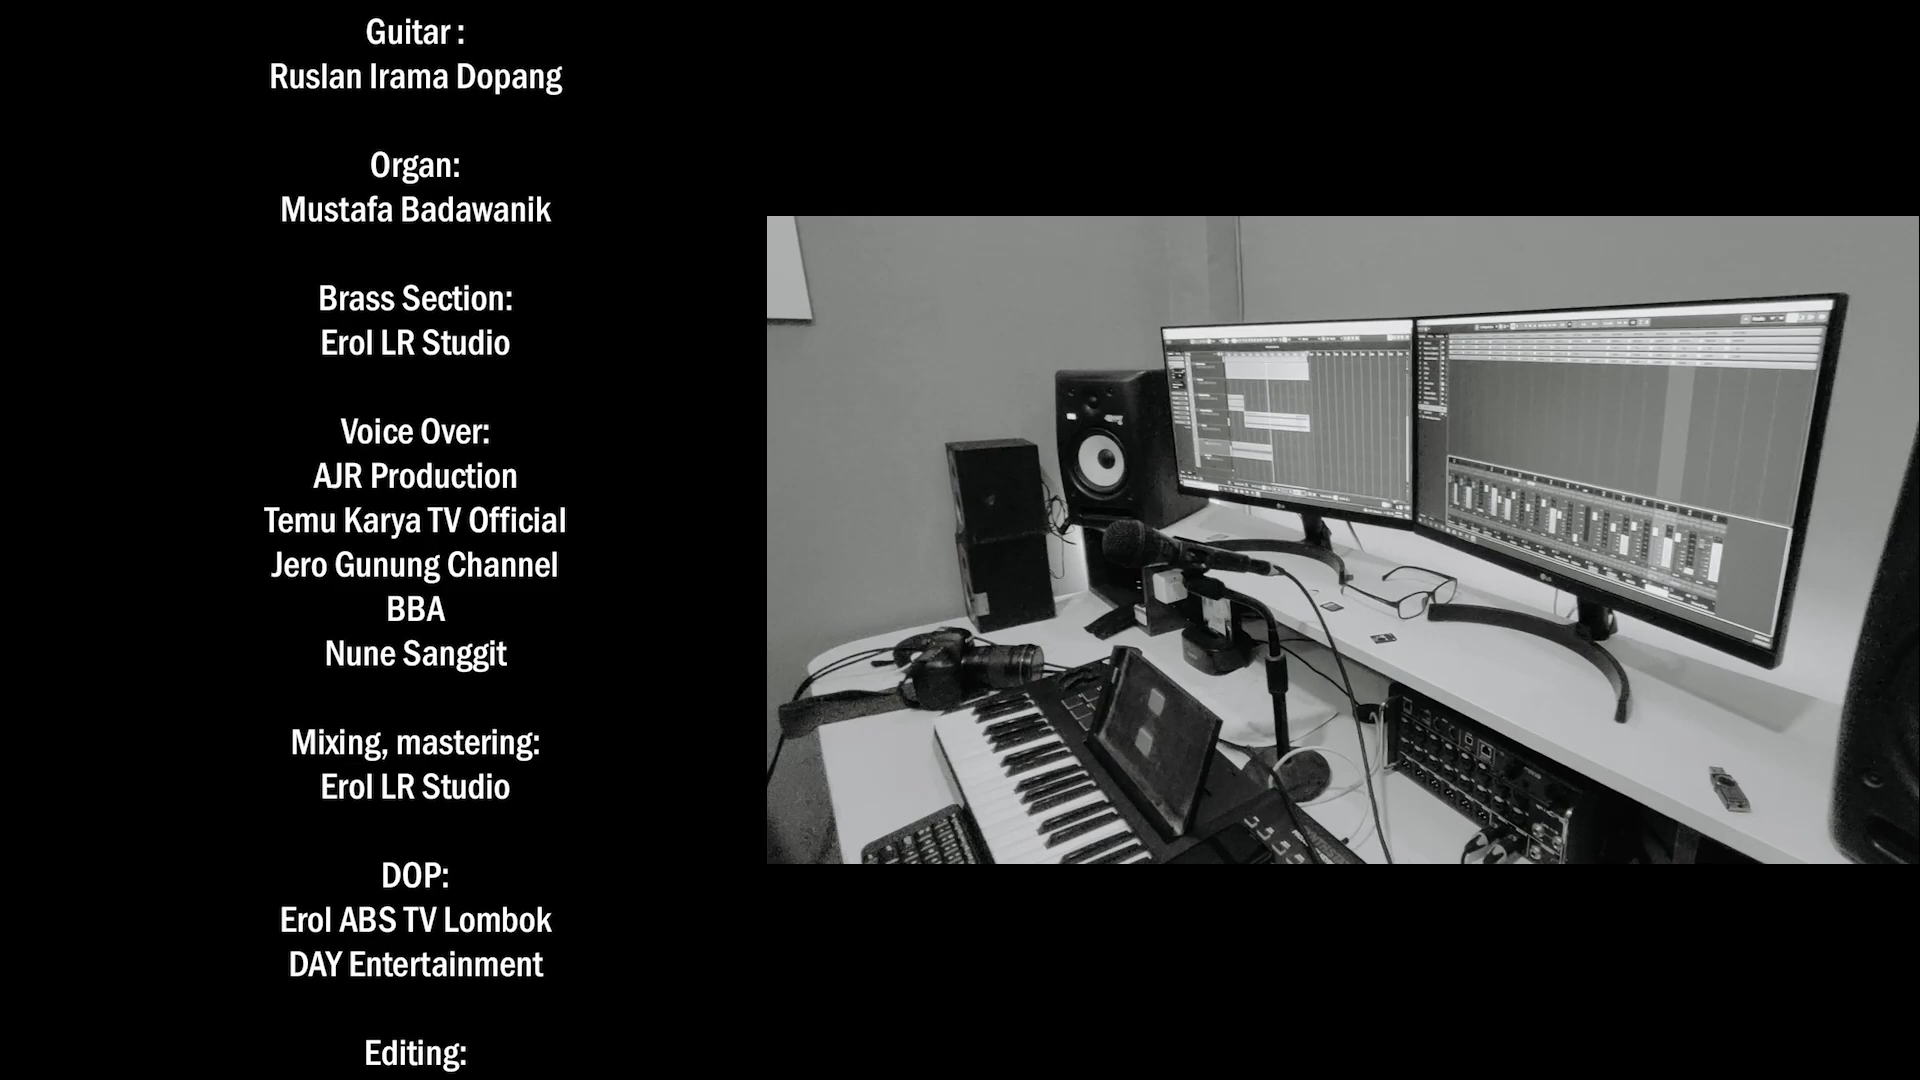 Guitar :
Ruslan Irama Dopang
Organ:
Mustafa Badawanik
Brass Section:
Erol LR Studio
Voice Over:
AJR Production
Temu Karya TV Official
Jero Gunung Channel
BBA
Nune Sanggit
Mixing, mastering:
Erol LR Studio
DOP:
Erol ABS TV Lombok
DAY Entertainment
Editing: